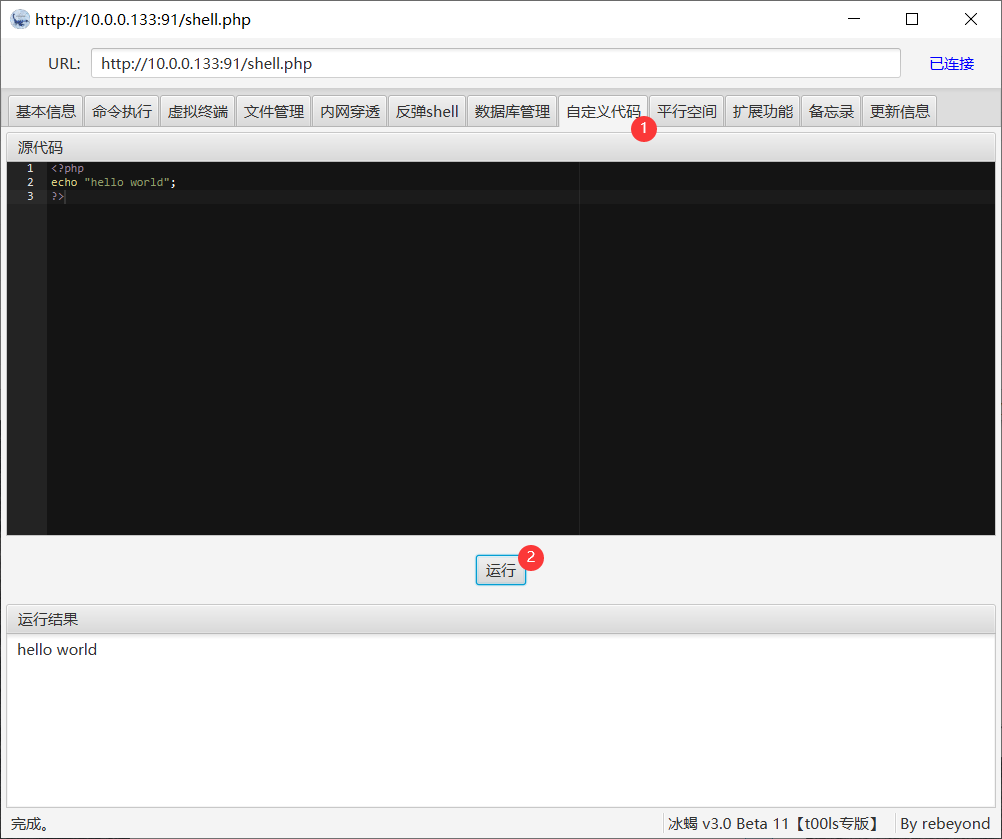 http://10.0.0.133:91/shell.php
URL: http://10.0.0.133:91/shell.php 已连接
基本信息 命令执行 虚拟终端 文件管理 内网穿透 反弹shell 数据库管理 自定义代码 平行空间 扩展功能 备忘录 更新信息
1
源代码
1 <?php
2 echo "hello world";
3 ?>
运行 2
运行结果
hello world
完成。 冰蝎 v3.0 Beta 11【t00ls专版】 By rebeyond